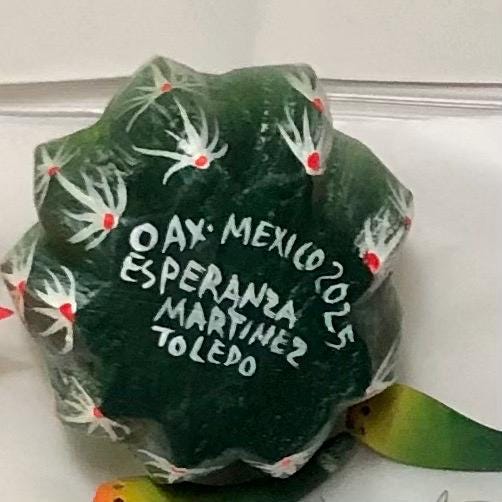 OAX. MEXICO 2025
ESPERANZA
MARTINEZ
TOLEDO